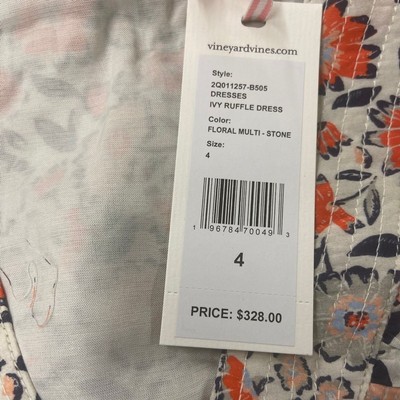 vineyardvines.com
Style:
2Q011257-B505
DRESSES
IVY RUFFLE DRESS
Color:
FLORAL MULTI - STONE
Size:
4
1 96784 70049 3
4
PRICE: $328.00